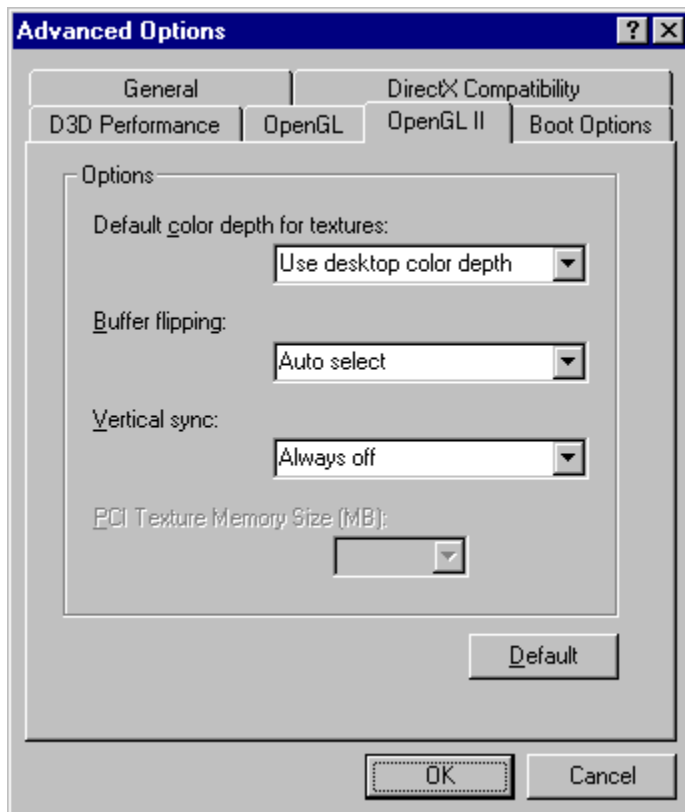 Advanced Options
General DirectX Compatibility
D3D Performance OpenGL OpenGL II Boot Options
Options
Default color depth for textures:
Use desktop color depth
Buffer flipping:
Auto select
Vertical sync:
Always off
PCI Texture Memory Size (MB):
Default
OK Cancel